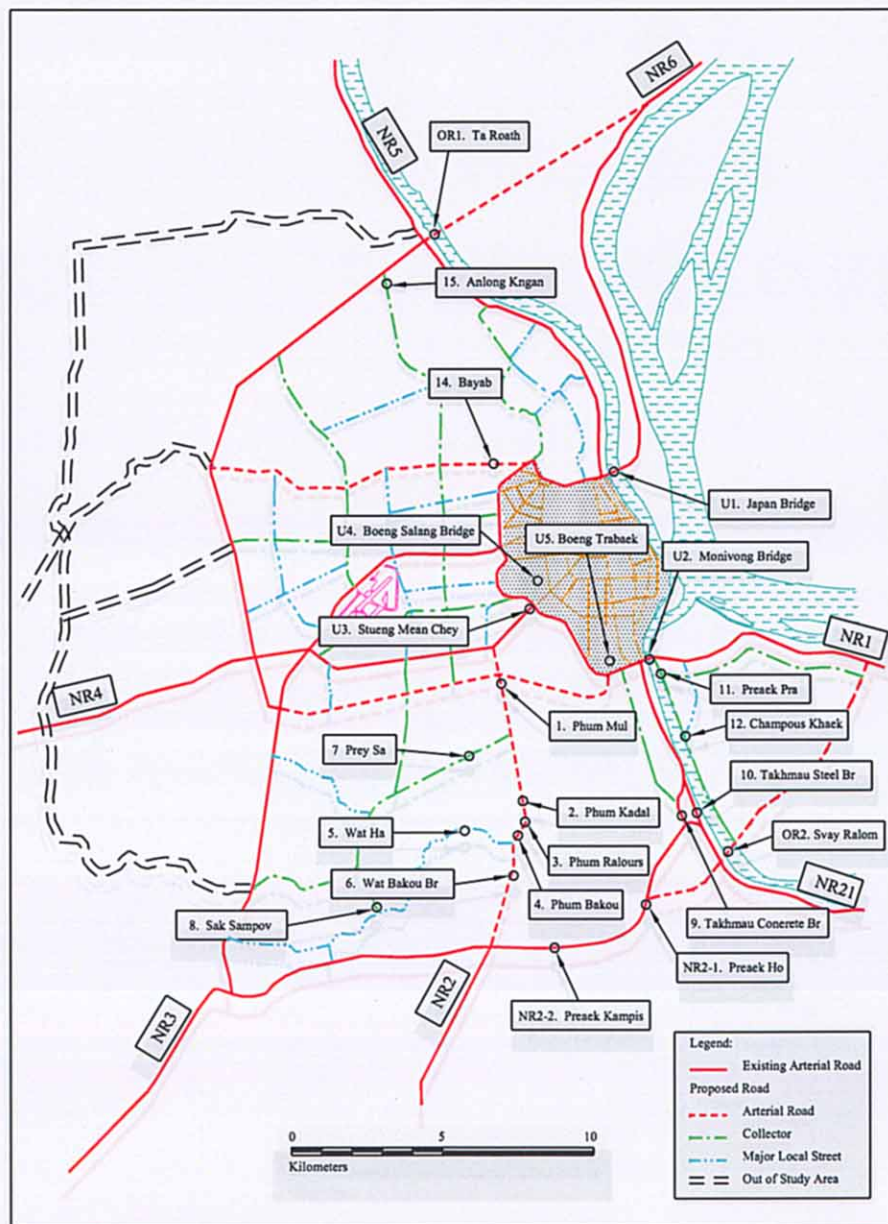 NR6
NR5
OR1. Ta Roath
15. Anlong Kngan
14. Bayab
U1. Japan Bridge
U4. Boeng Salang Bridge
U5. Boeng Trabaek
U2. Monivong Bridge
U3. Stueng Mean Chey
NR1
NR4
11. Preaek Pra
1. Phum Mul
12. Champous Khaek
7 Prey Sa
10. Takhmau Steel Br
2. Phum Kadal
5. Wat Ha
3. Phum Ralours
OR2. Svay Ralom
6. Wat Bakou Br
4. Phum Bakou
NR21
8. Sak Sampov
9. Takhmau Conerete Br
NR2-1. Preaek Ho
NR2
NR3
NR2-2. Preaek Kampis
Legend:
Existing Arterial Road
Proposed Road
Arterial Road
Collector
Major Local Street
Out of Study Area
0 5 10
Kilometers